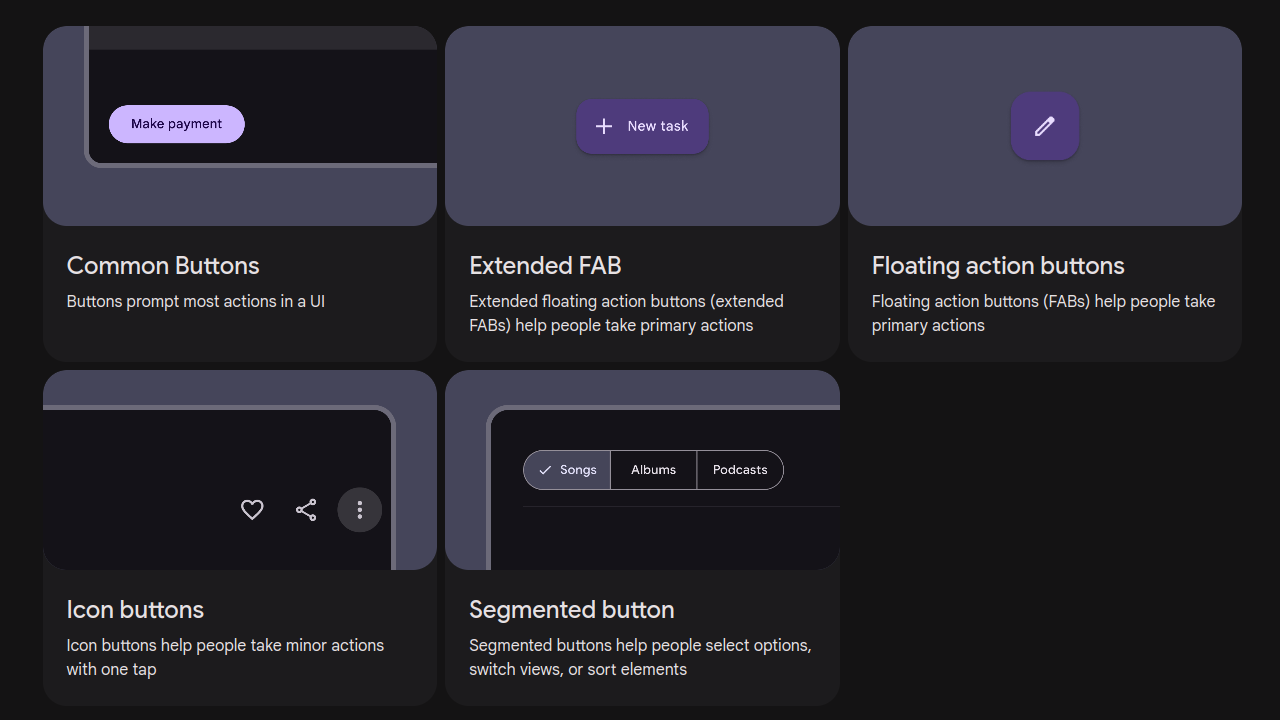 Make payment
Common Buttons
Buttons prompt most actions in a UI
New task
Extended FAB
Extended floating action buttons (extended
FABs) help people take primary actions
Floating action buttons
Floating action buttons (FABs) help people take
primary actions
Icon buttons
Icon buttons help people take minor actions
with one tap
Songs Albums Podcasts
Segmented button
Segmented buttons help people select options,
switch views, or sort elements